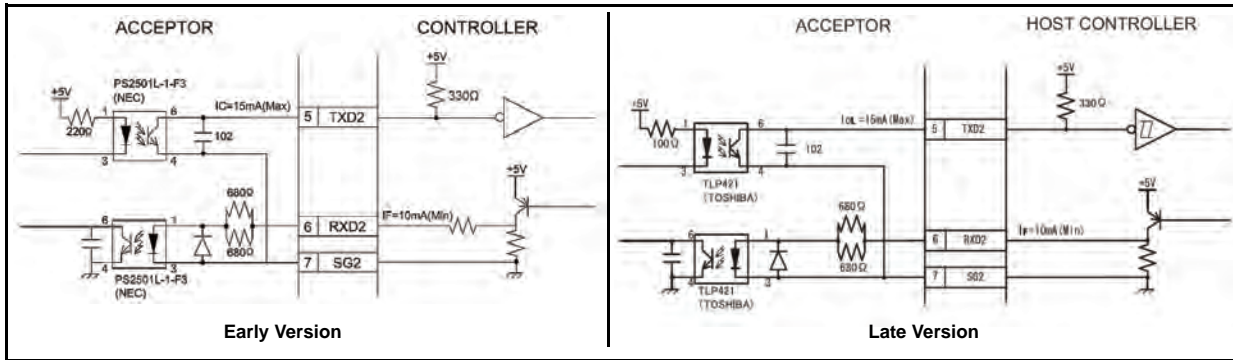 ACCEPTOR
CONTROLLER
+5V
PS2501L-1-F3
(NEC)
+5V
220Ω
1
6
3
4
102
IC=15mA(Max)
5 TXD2
330Ω
680Ω
680Ω
6
1
4
3
PS2501L-1-F3
(NEC)
IF=10mA(Min)
6 RXD2
7 SG2
+5V
Early Version
ACCEPTOR
HOST CONTROLLER
+5V
+5V
100Ω
1
6
3
4
TLP421
(TOSHIBA)
102
IOL=15mA(Max)
5 TXD2
330Ω
680Ω
680Ω
6
1
4
3
TLP421
(TOSHIBA)
IF=10mA(Min)
6 RXD2
7 SG2
+5V
Late Version